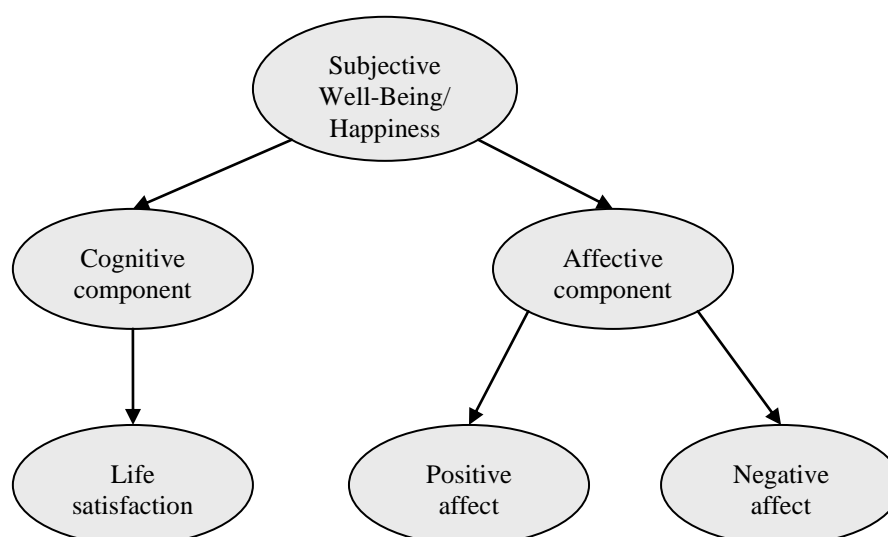 Subjective
Well-Being/
Happiness
Cognitive
component
Affective
component
Life
satisfaction
Positive
affect
Negative
affect